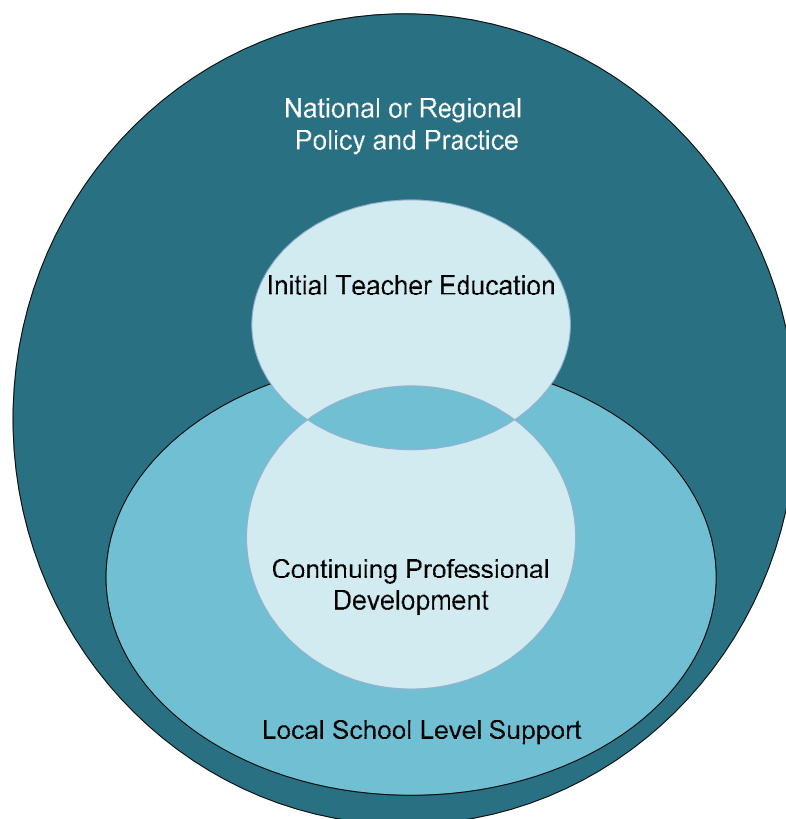 National or Regional
Policy and Practice
Initial Teacher Education
Continuing Professional
Development
Local School Level Support